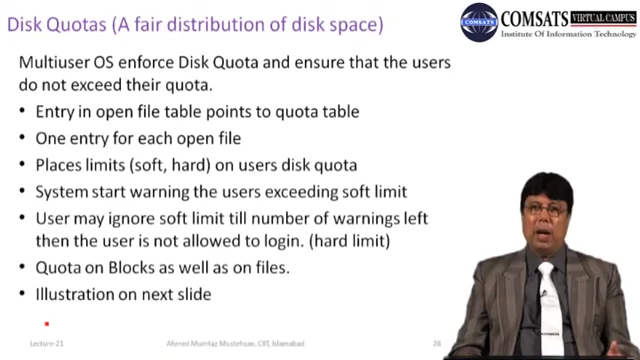 Disk Quotas (A fair distribution of disk space)
COMSATS
COMSATS VIRTUAL CAMPUS
Institute Of Information Technology
Multiuser OS enforce Disk Quota and ensure that the users
do not exceed their quota.
• Entry in open file table points to quota table
• One entry for each open file
• Places limits (soft, hard) on users disk quota
• System start warning the users exceeding soft limit
• User may ignore soft limit till number of warnings left
then the user is not allowed to login. (hard limit)
• Quota on Blocks as well as on files.
• Illustration on next slide
Lecture-21
Ahmed Mumtaz Mustehsan, CIIT, Islamabad